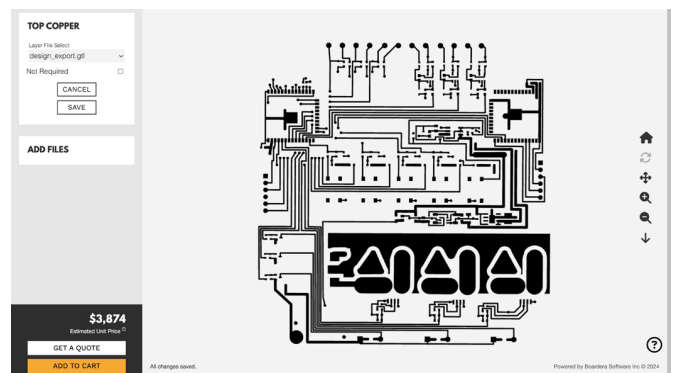 TOP COPPER
Layer File Select
design_export.gtl
Not Required
CANCEL
SAVE
ADD FILES
$3,874
Estimated Unit Price
GET A QUOTE
ADD TO CART
All changes saved.
?
Powered by Boardera Software Inc © 2024